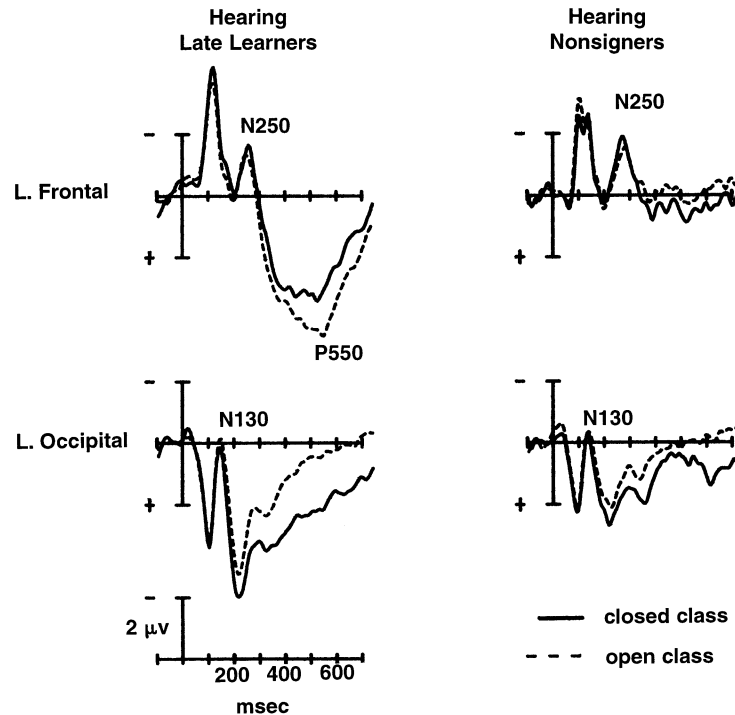 Hearing
Late Learners
Hearing
Nonsigners
N250
N250
L. Frontal
-
+
-
+
P550
N130
N130
L. Occipital
-
+
-
+
-
2 μv
200 400 600
msec
closed class
open class